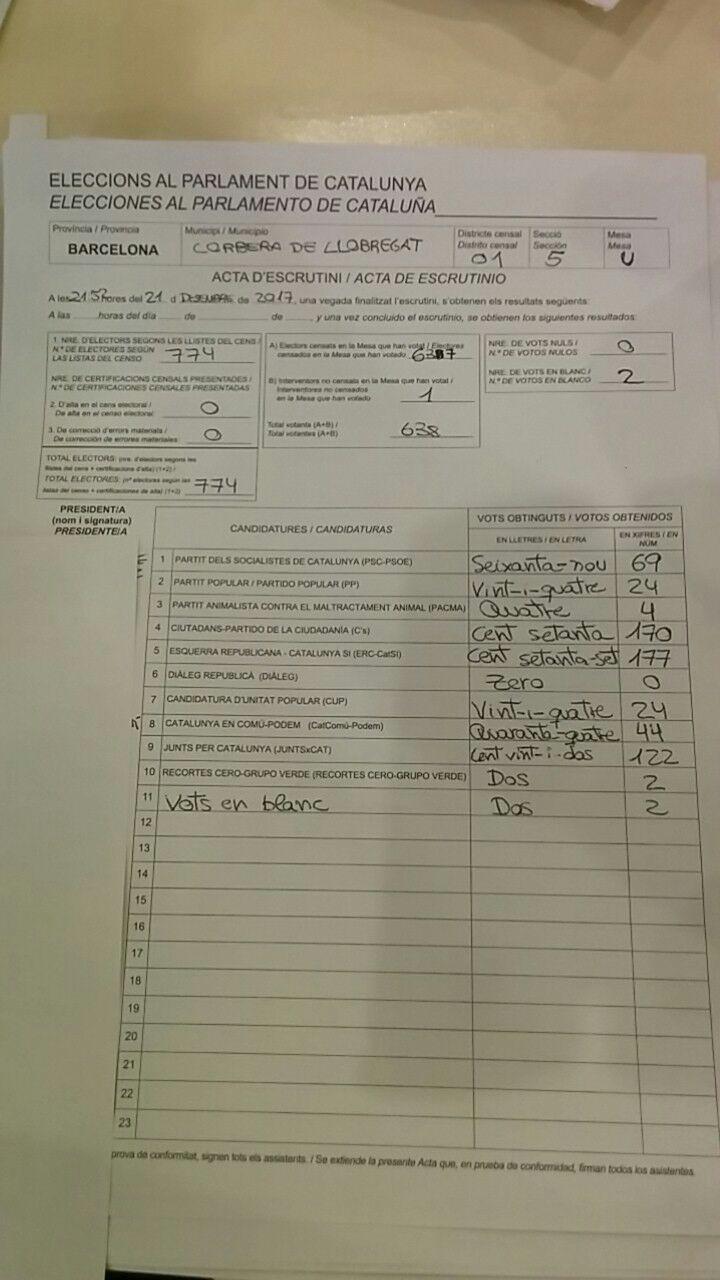 ELECCIONS AL PARLAMENT DE CATALUNYA
ELECCIONES AL PARLAMENTO DE CATALUÑA
Província / Provincia
BARCELONA
Municipi / Municipio
CORBERA DE LLOBREGAT
Districte censal
Distrito censal
01
Secció
Sección
5
Mesa
Mesa
U
ACTA D'ESCRUTINI / ACTA DE ESCRUTINIO
A les 21 hores del 21 d DESEMBRE de 2017, una vegada finalitzat l'escrutini, s'obtenen els resultats següents:
A las horas del día de de , y una vez concluido el escrutinio, se obtienen los siguientes resultados:
1. NRE. D'ELECTORS SEGONS LES LLISTES DEL CENS /
N.º DE ELECTORES SEGÚN
LAS LISTAS DEL CENSO 774
NRE. DE CERTIFICACIONS CENSALS PRESENTADES /
N.º DE CERTIFICACIONES CENSALES PRESENTADAS
2. D'alta en el cens electoral /
De alta en el censo electoral: 0
3. De correcció d'errors materials /
De corrección de errores materiales: 0
TOTAL ELECTORS: (nre. d'electors segons les
llistes del cens + certificacions d'alta) (1+2) /
TOTAL ELECTORES: (nº electores según las
listas del censo + certificaciones de alta) (1+2) 774
A) Electors censats en la Mesa que han votat / Electores
censados en la Mesa que han votado 637
B) Interventors no censats en la Mesa que han votat /
Interventores no censados
en la Mesa que han votado 1
Total votants (A+B) /
Total votantes (A+B) 638
NRE. DE VOTS NULS /
N.º DE VOTOS NULOS 0
NRE. DE VOTS EN BLANC /
N.º DE VOTOS EN BLANCO 2
PRESIDENT/A
(nom i signatura)
PRESIDENTE/A
CANDIDATURES / CANDIDATURAS
VOTS OBTINGUTS / VOTOS OBTENIDOS
EN LLETRES / EN LETRA
EN XIFRES / EN NÚM
1 PARTIT DELS SOCIALISTES DE CATALUNYA (PSC-PSOE) Seixanta-nou 69
2 PARTIT POPULAR / PARTIDO POPULAR (PP) Vint-i-quatre 24
3 PARTIT ANIMALISTA CONTRA EL MALTRACTAMENT ANIMAL (PACMA) Quatre 4
4 CIUTADANS-PARTIDO DE LA CIUDADANÍA (C's) Cent setanta 170
5 ESQUERRA REPUBLICANA - CATALUNYA SI (ERC-CatSI) Cent setanta-set 177
6 DIÀLEG REPUBLICÀ (DIÀLEG) Zero 0
7 CANDIDATURA D'UNITAT POPULAR (CUP) Vint-i-quatre 24
8 CATALUNYA EN COMÚ-PODEM (CatComú-Podem) Quaranta-quatre 44
9 JUNTS PER CATALUNYA (JUNTSxCAT) Cent vint-i-dos 122
10 RECORTES CERO-GRUPO VERDE (RECORTES CERO-GRUPO VERDE) Dos 2
11 Vots en blanc Dos 2
12
13
14
15
16
17
18
19
20
21
22
23
prova de conformitat, signen tots els assistents. / Se extiende la presente Acta que, en prueba de conformidad, firman todos los asistentes.